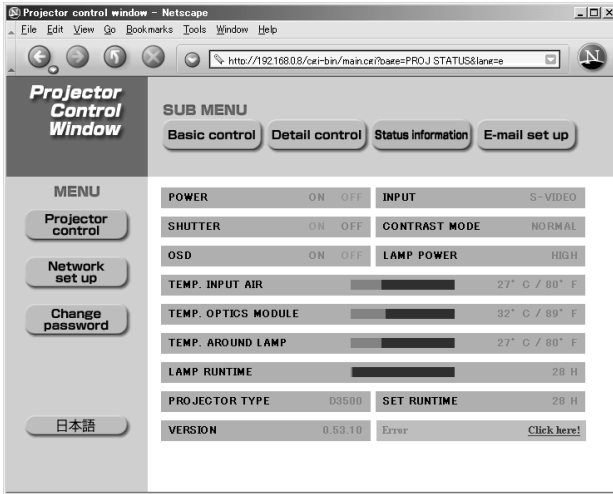 Projector control window - Netscape
File Edit View Go Bookmarks Tools Window Help
http://192.168.0.8/cgi-bin/main.cgi?page=PROJ STATUS&lang=e
N
Projector
Control
Window
SUB MENU
Basic control Detail control Status information E-mail set up
MENU
Projector
control
Network
set up
Change
password
日本語
POWER ON OFF INPUT S-VIDEO
SHUTTER ON OFF CONTRAST MODE NORMAL
OSD ON OFF LAMP POWER HIGH
TEMP. INPUT AIR 27° C / 80° F
TEMP. OPTICS MODULE 32° C / 89° F
TEMP. AROUND LAMP 27° C / 80° F
LAMP RUNTIME 28 H
PROJECTOR TYPE D3500 SET RUNTIME 28 H
VERSION 0.53.10 Error Click here!